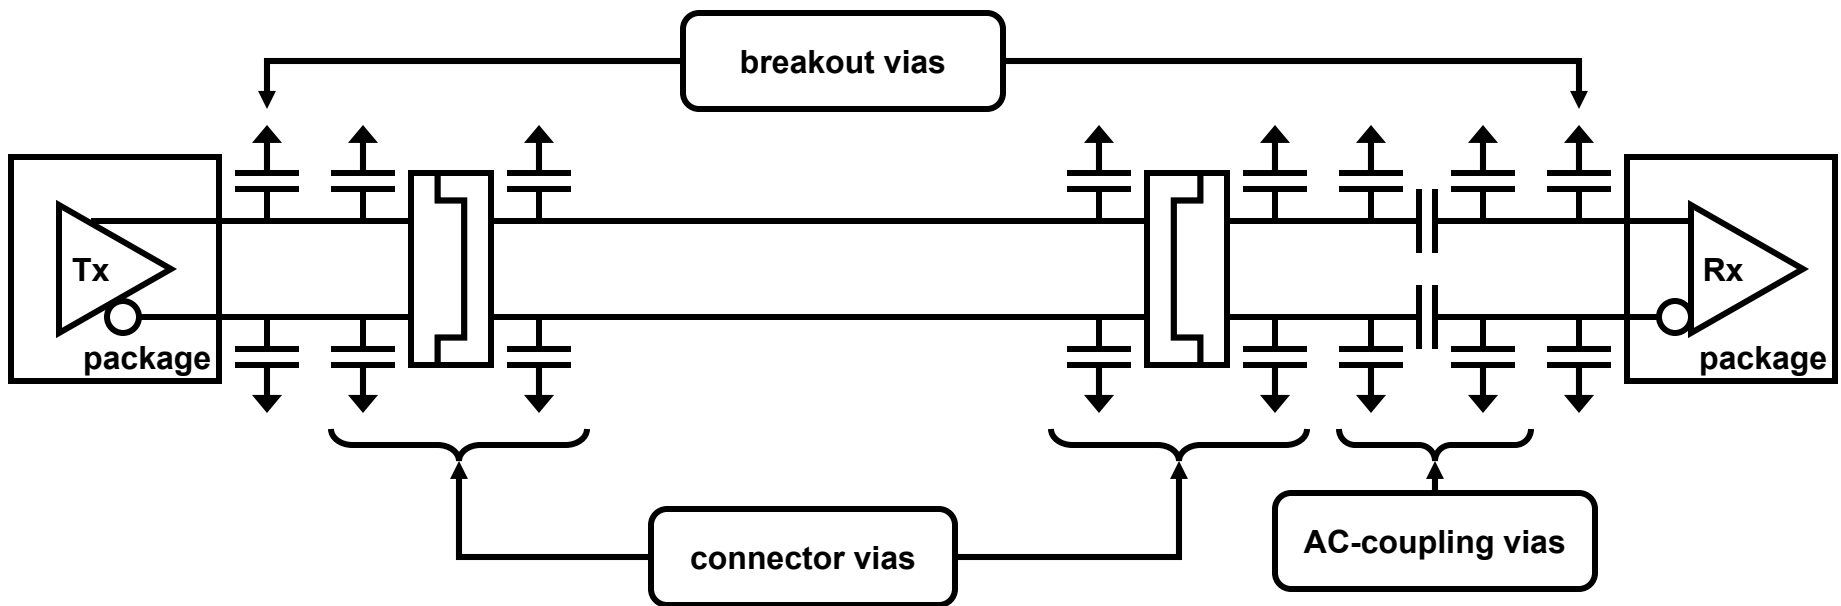 breakout vias
Tx
Rx
package
package
connector vias
AC-coupling vias